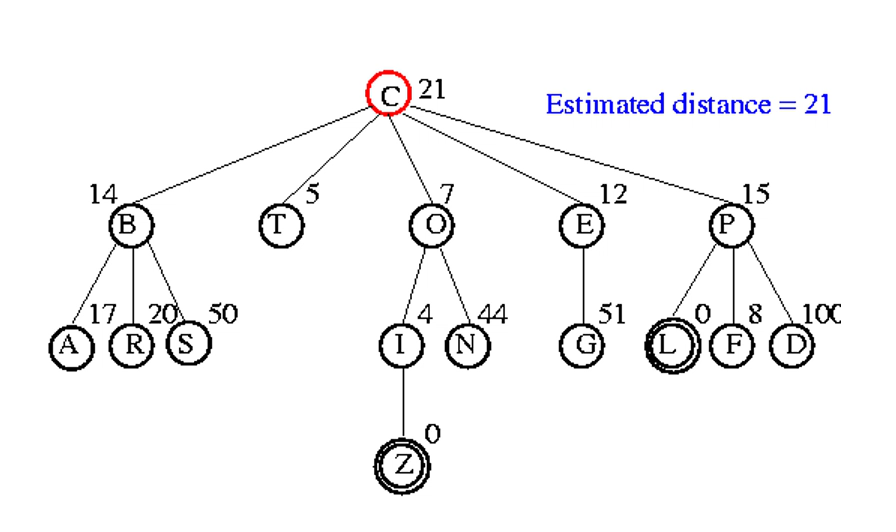 C 21
Estimated distance = 21
14 5 7 12 15
B T O E P
17 20 50 4 44 51 0 8 100
A R S I N G L F D
0
Z